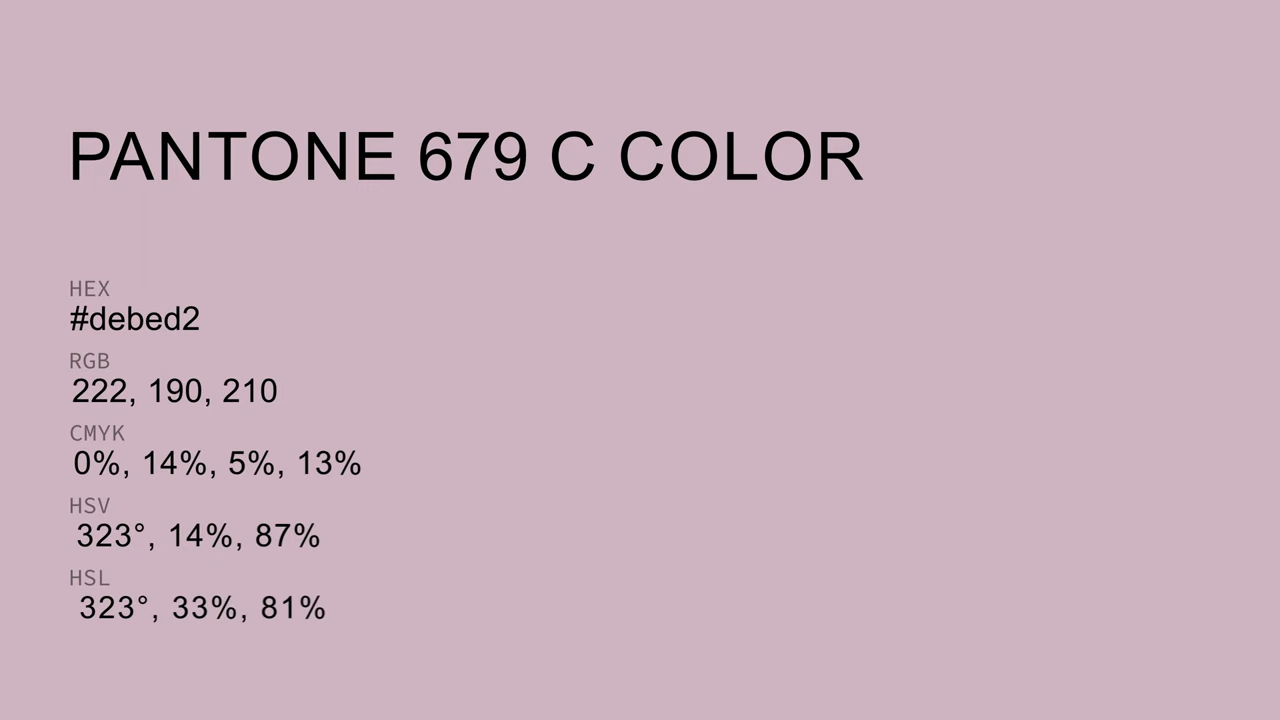 PANTONE 679 C COLOR
HEX
#debed2
RGB
222, 190, 210
CMYK
0%, 14%, 5%, 13%
HSV
323°, 14%, 87%
HSL
323°, 33%, 81%